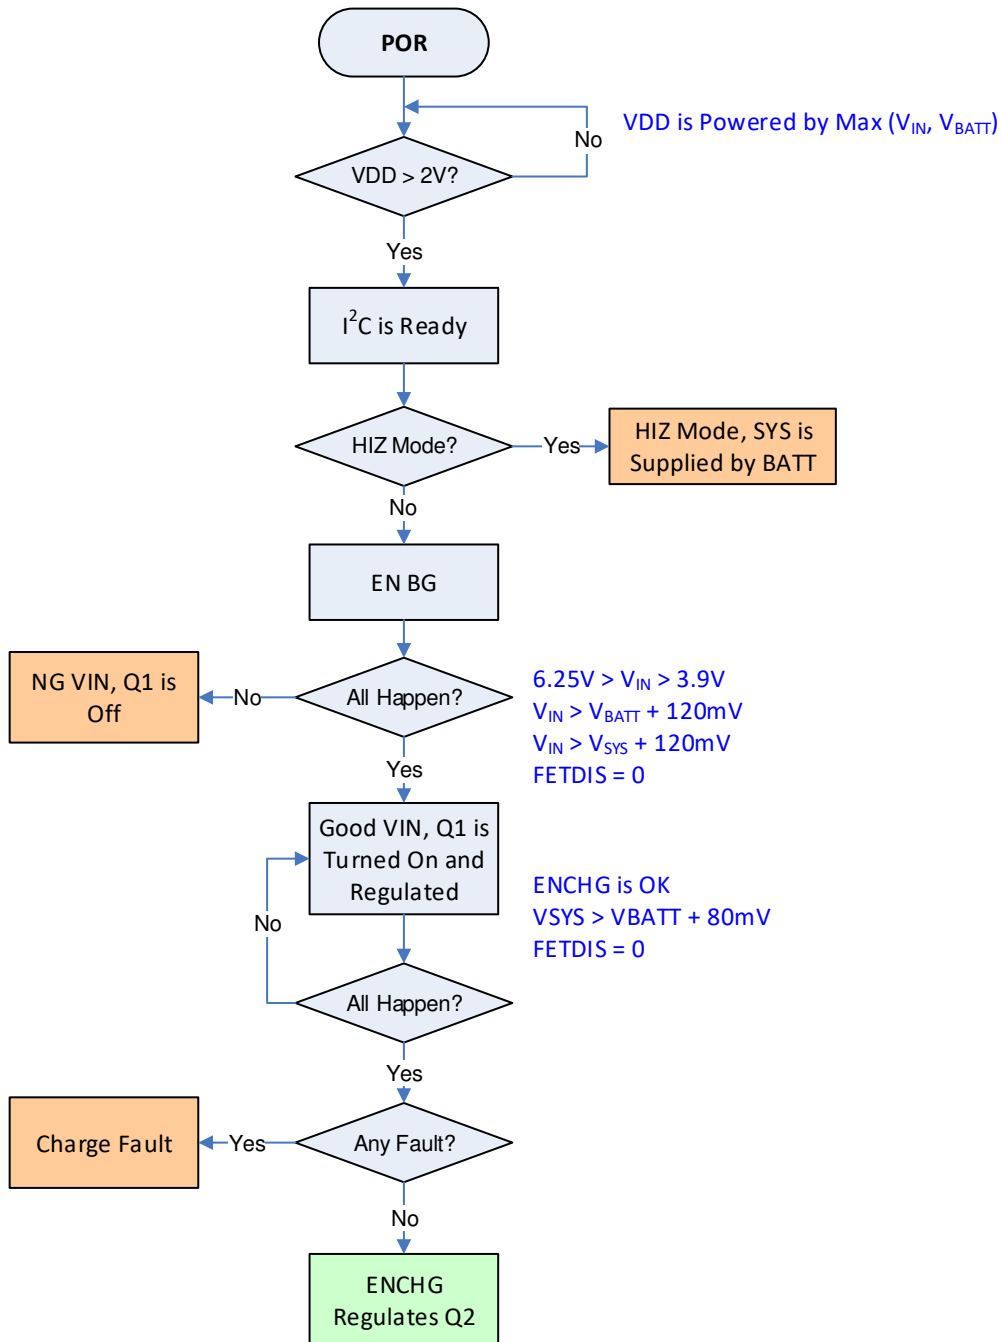 POR
No
VDD is Powered by Max (VIN, VBATT)
VDD > 2V?
Yes
I2C is Ready
HIZ Mode?
Yes
HIZ Mode, SYS is
Supplied by BATT
No
EN BG
NG VIN, Q1 is
Off
No
All Happen?
6.25V > VIN > 3.9V
VIN > VBATT + 120mV
VIN > VSYS + 120mV
FETDIS = 0
Yes
Good VIN, Q1 is
Turned On and
Regulated
ENCHG is OK
VSYS > VBATT + 80mV
FETDIS = 0
No
All Happen?
Yes
Charge Fault
Yes
Any Fault?
No
ENCHG
Regulates Q2